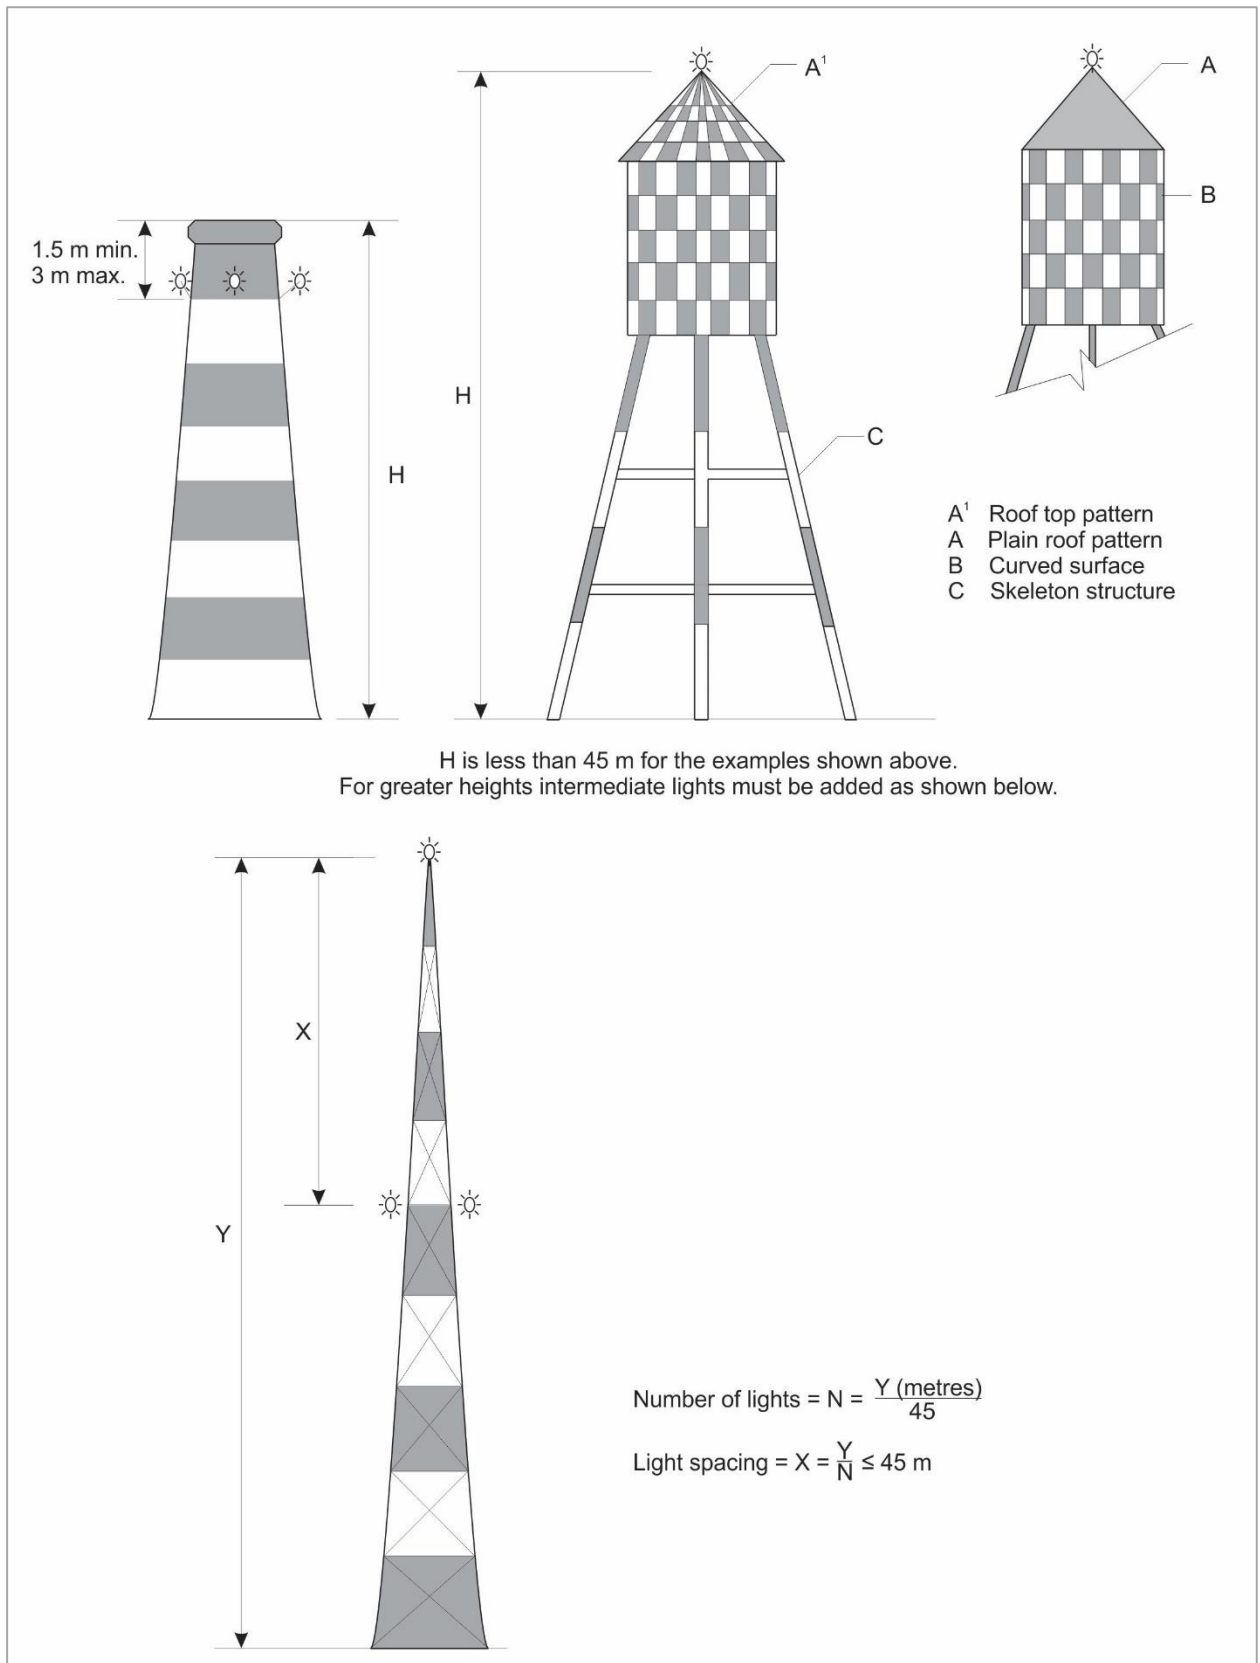 A¹
A
B
1.5 m min.
3 m max.
H
H
C
A¹ Roof top pattern
A Plain roof pattern
B Curved surface
C Skeleton structure
H is less than 45 m for the examples shown above.
For greater heights intermediate lights must be added as shown below.
X
Y
Number of lights = N = Y (metres)
45
Light spacing = X = Y/N ≤ 45 m